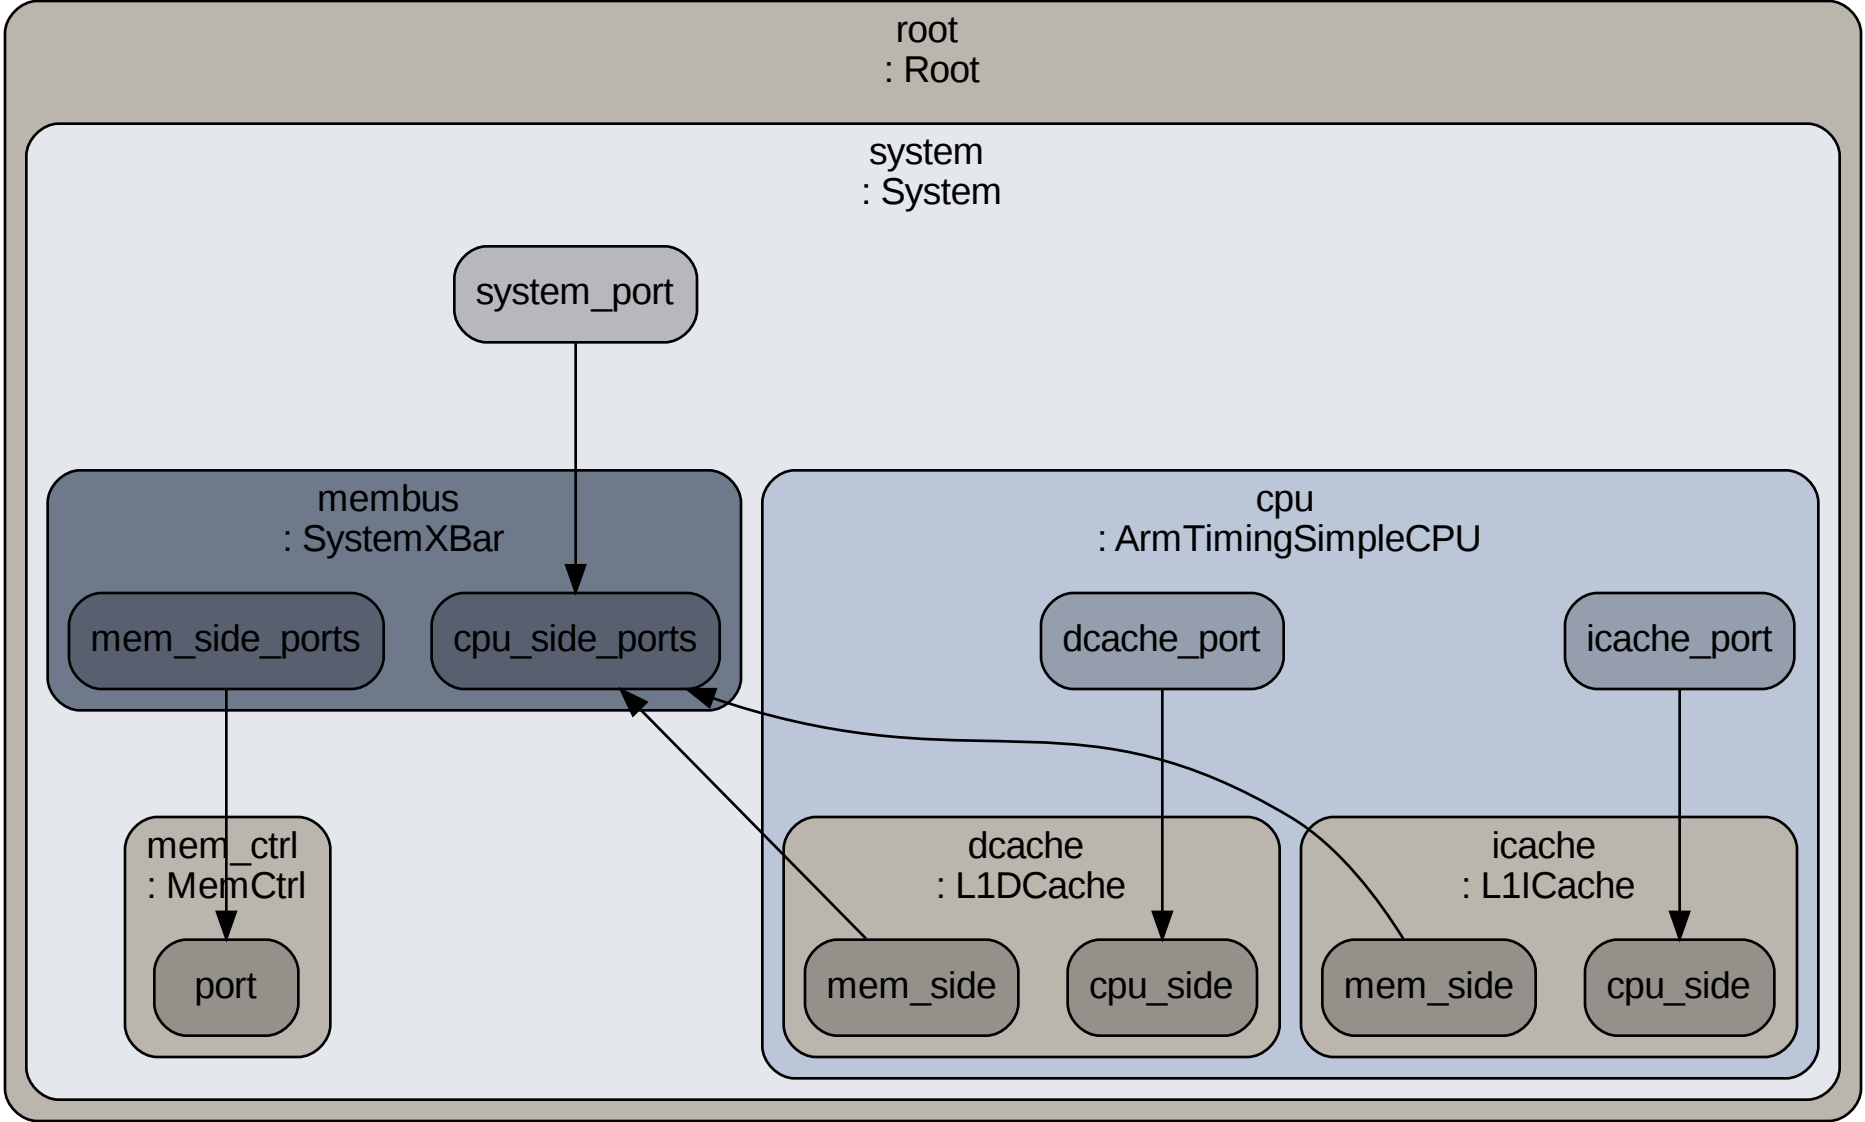 root
: Root
system
: System
system_port
membus
: SystemXBar
mem_side_ports
cpu_side_ports
cpu
: ArmTimingSimpleCPU
dcache_port
icache_port
mem_ctrl
: MemCtrl
port
dcache
: L1DCache
mem_side
cpu_side
icache
: L1ICache
mem_side
cpu_side